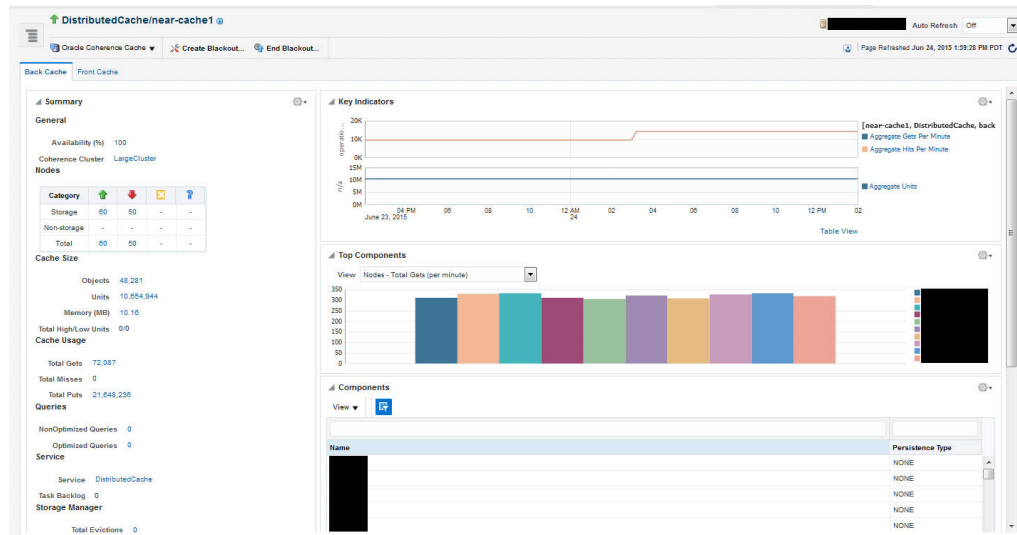 DistributedCache/near-cache1
Auto Refresh Off
Oracle Coherence Cache Create Blackout... End Blackout...
Page Refreshed Jun 24, 2015 1:59:28 PM PDT
Back Cache Front Cache
Summary
General
Availability (%) 100
Coherence Cluster LargeCluster
Nodes
Category
Storage 60 50 - -
Non-storage - - - -
Total 60 50 - -
Cache Size
Objects 48,281
Units 10,654,944
Memory (MB) 10.16
Total High/Low Units 0/0
Cache Usage
Total Gets 72,087
Total Misses 0
Total Puts 21,648,236
Queries
NonOptimized Queries 0
Optimized Queries 0
Service
Service DistributedCache
Task Backlog 0
Storage Manager
Total Evictions 0
Key Indicators
20K
10K
0K
operatio...
[near-cache1, DistributedCache, back
Aggregate Gets Per Minute
Aggregate Hits Per Minute
15M
10M
5M
0M
n/a
Aggregate Units
04 PM 06 08 10 12 AM 02 04 06 08 10 12 PM 02
June 23, 2015 24
Table View
Top Components
View Nodes - Total Gets (per minute)
350
300
250
200
150
100
50
0
Components
View
Name Persistence Type
NONE
NONE
NONE
NONE
NONE